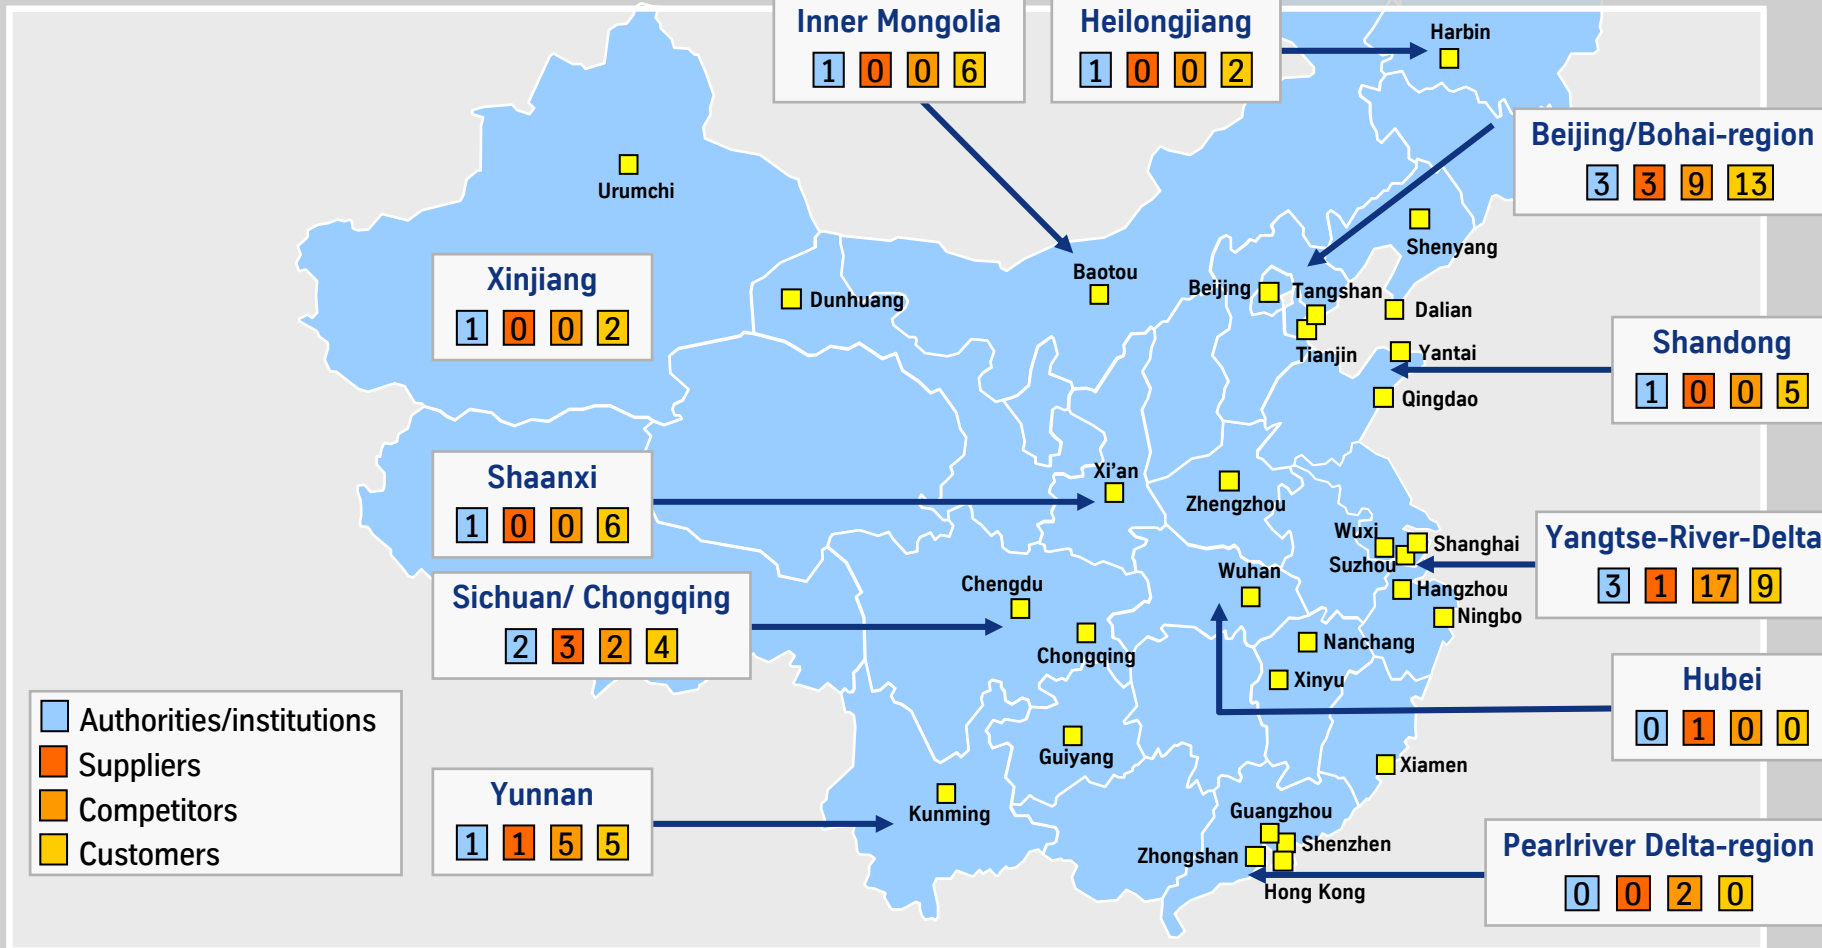 Inner Mongolia
1 0 0 6
Heilongjiang
1 0 0 2
Harbin
Beijing/Bohai-region
3 3 9 13
Urumchi
Shenyang
Xinjiang
1 0 0 2
Dunhuang
Baotou
Beijing
Tangshan
Dalian
Tianjin
Yantai
Shandong
1 0 0 5
Qingdao
Shaanxi
1 0 0 6
Xi'an
Zhengzhou
Wuxi
Shanghai
Suzhou
Yangtse-River-Delta
3 1 17 9
Sichuan/ Chongqing
2 3 2 4
Chengdu
Wuhan
Hangzhou
Ningbo
Chongqing
Nanchang
Xinyu
Hubei
0 1 0 0
Authorities/institutions
Suppliers
Competitors
Customers
Guiyang
Xiamen
Yunnan
1 1 5 5
Kunming
Guangzhou
Shenzhen
Zhongshan
Hong Kong
Pearlriver Delta-region
0 0 2 0